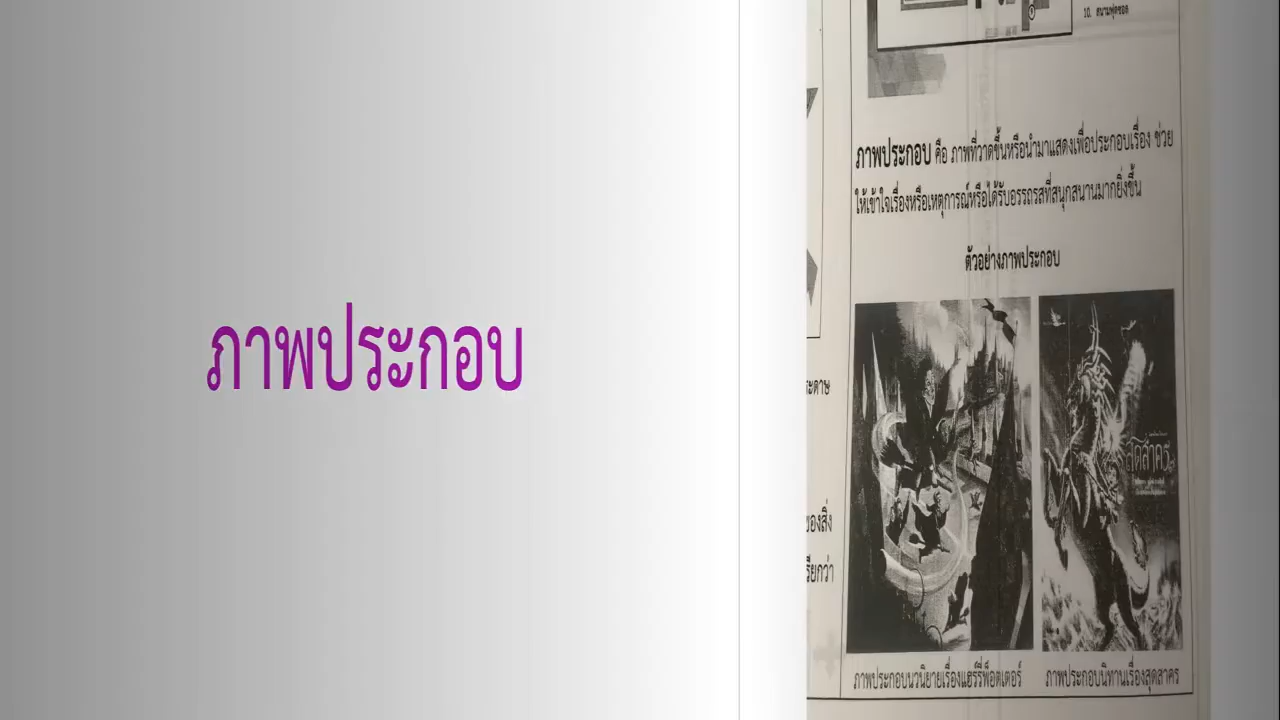 ภาพประกอบ
10. สนามฟุตซอล
ภาพประกอบ คือ ภาพที่วาดขึ้นหรือนำมาแสดงเพื่อประกอบเรื่อง ช่วย
ให้เข้าใจเรื่องหรือเหตุการณ์หรือได้รับอรรถรสที่สนุกสนานมากยิ่งขึ้น
ตัวอย่างภาพประกอบ
ระดาษ
สุดสาคร
ของสิ่ง
รียกว่า
ภาพประกอบนวนิยายเรื่องแฮร์รี่พ็อตเตอร์
ภาพประกอบนิทานเรื่องสุดสาคร